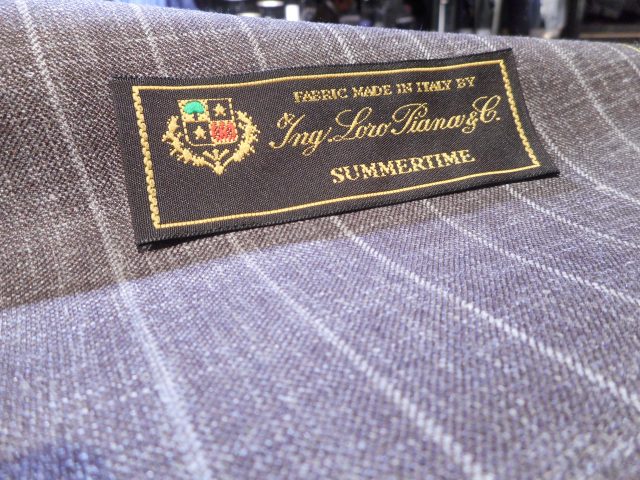 FABRIC MADE IN ITALY BY
Ing. Loro Piana & C.
SUMMERTIME